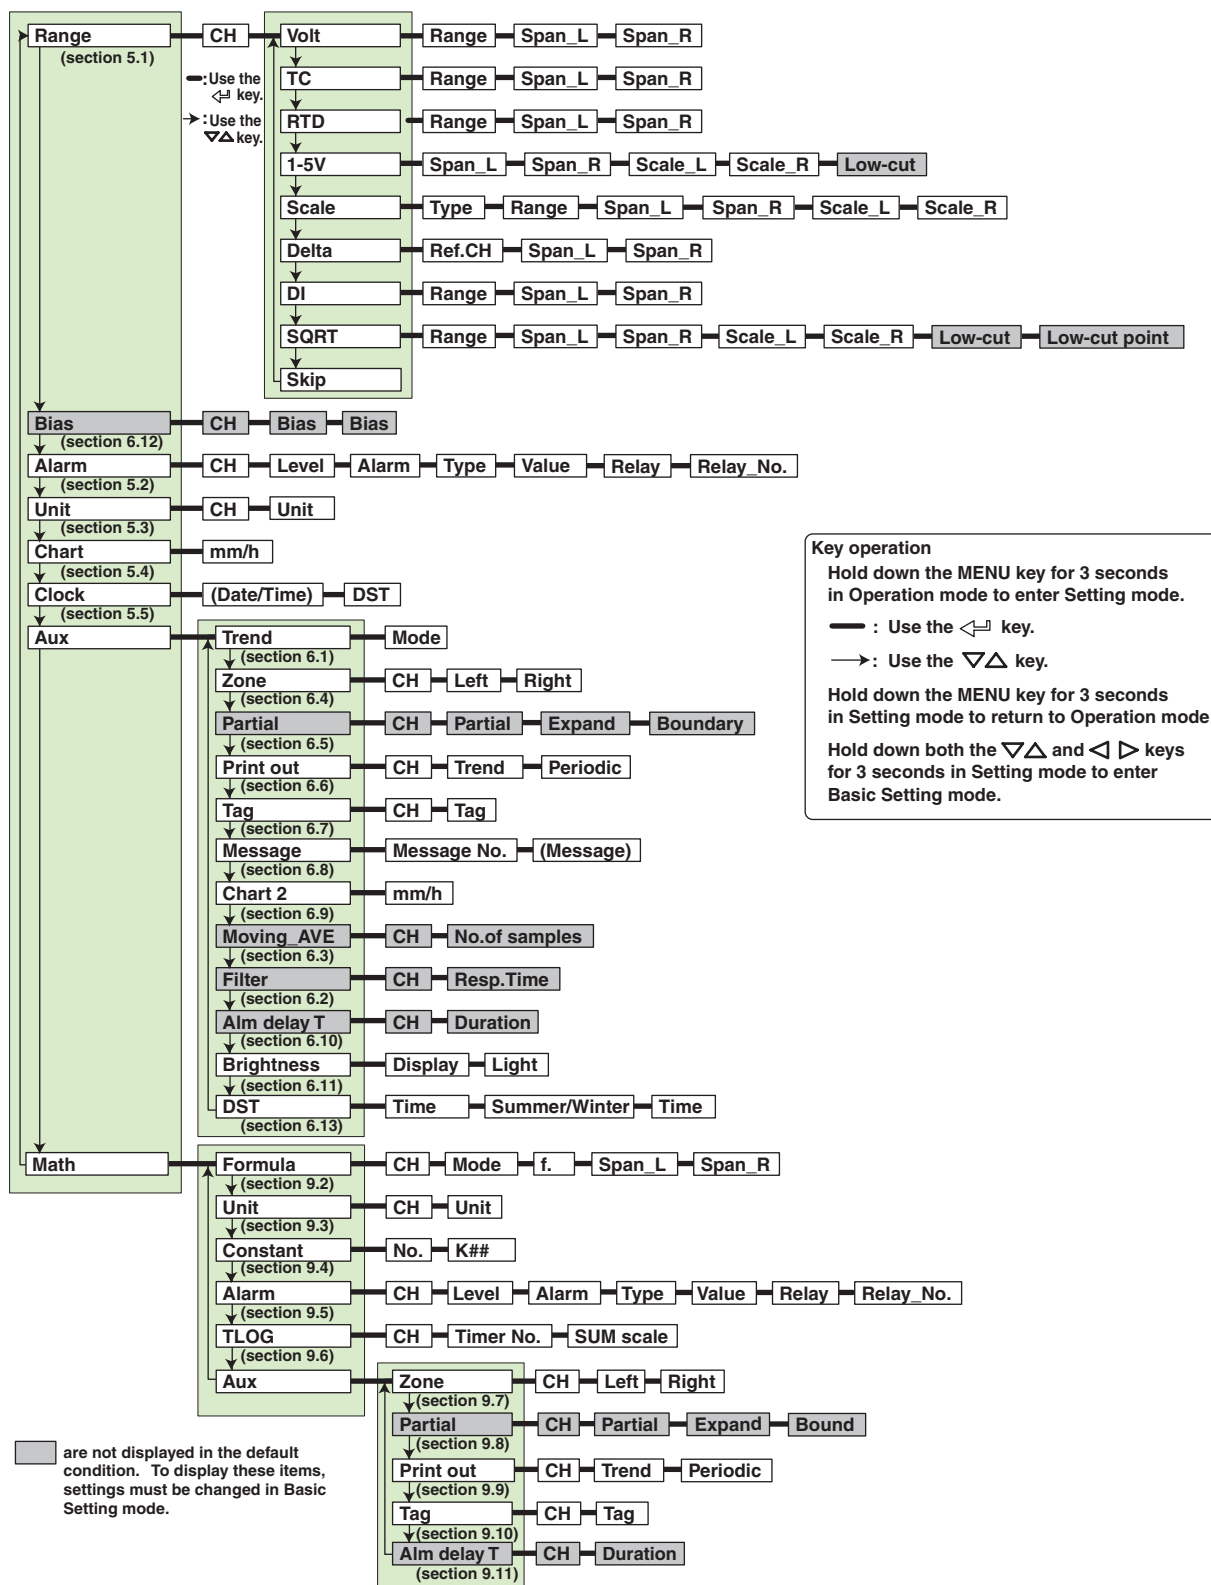 Range CH Volt Range Span_L Span_R
(section 5.1)
:Use the
key.
TC Range Span_L Span_R
:Use the
key.
RTD Range Span_L Span_R
1-5V Span_L Span_R Scale_L Scale_R Low-cut
Scale Type Range Span_L Span_R Scale_L Scale_R
Delta Ref.CH Span_L Span_R
DI Range Span_L Span_R
SQRT Range Span_L Span_R Scale_L Scale_R Low-cut Low-cut point
Skip
Bias CH Bias Bias
(section 6.12)
Alarm CH Level Alarm Type Value Relay Relay_No.
(section 5.2)
Unit CH Unit
(section 5.3)
Chart mm/h
(section 5.4)
Clock (Date/Time) DST
(section 5.5)
Aux Trend Mode
(section 6.1)
Zone CH Left Right
(section 6.4)
Partial CH Partial Expand Boundary
(section 6.5)
Print out CH Trend Periodic
(section 6.6)
Tag CH Tag
(section 6.7)
Message Message No. (Message)
(section 6.8)
Chart 2 mm/h
(section 6.9)
Moving_AVE CH No.of samples
(section 6.3)
Filter CH Resp.Time
(section 6.2)
Alm delay T CH Duration
(section 6.10)
Brightness Display Light
(section 6.11)
DST Time Summer/Winter Time
(section 6.13)
Key operation
Hold down the MENU key for 3 seconds
in Operation mode to enter Setting mode.
: Use the key.
: Use the key.
Hold down the MENU key for 3 seconds
in Setting mode to return to Operation mode.
Hold down both the and keys
for 3 seconds in Setting mode to enter
Basic Setting mode.
Math Formula CH Mode f. Span_L Span_R
(section 9.2)
Unit CH Unit
(section 9.3)
Constant No. K##
(section 9.4)
Alarm CH Level Alarm Type Value Relay Relay_No.
(section 9.5)
TLOG CH Timer No. SUM scale
(section 9.6)
Aux Zone CH Left Right
(section 9.7)
Partial CH Partial Expand Bound
(section 9.8)
Print out CH Trend Periodic
(section 9.9)
Tag CH Tag
(section 9.10)
Alm delay T CH Duration
(section 9.11)
are not displayed in the default
condition. To display these items,
settings must be changed in Basic
Setting mode.